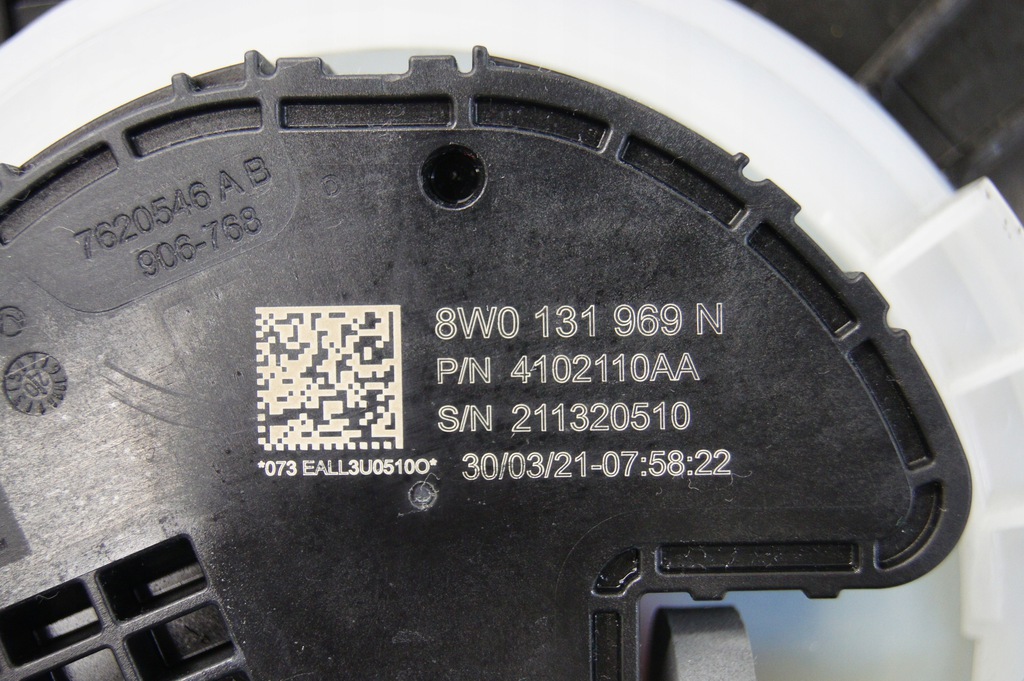 7620546 A B
906-768
8W0 131 969 N
P/N 4102110AA
S/N 211320510
*073 EALL3U0510O*
30/03/21-07:58:22